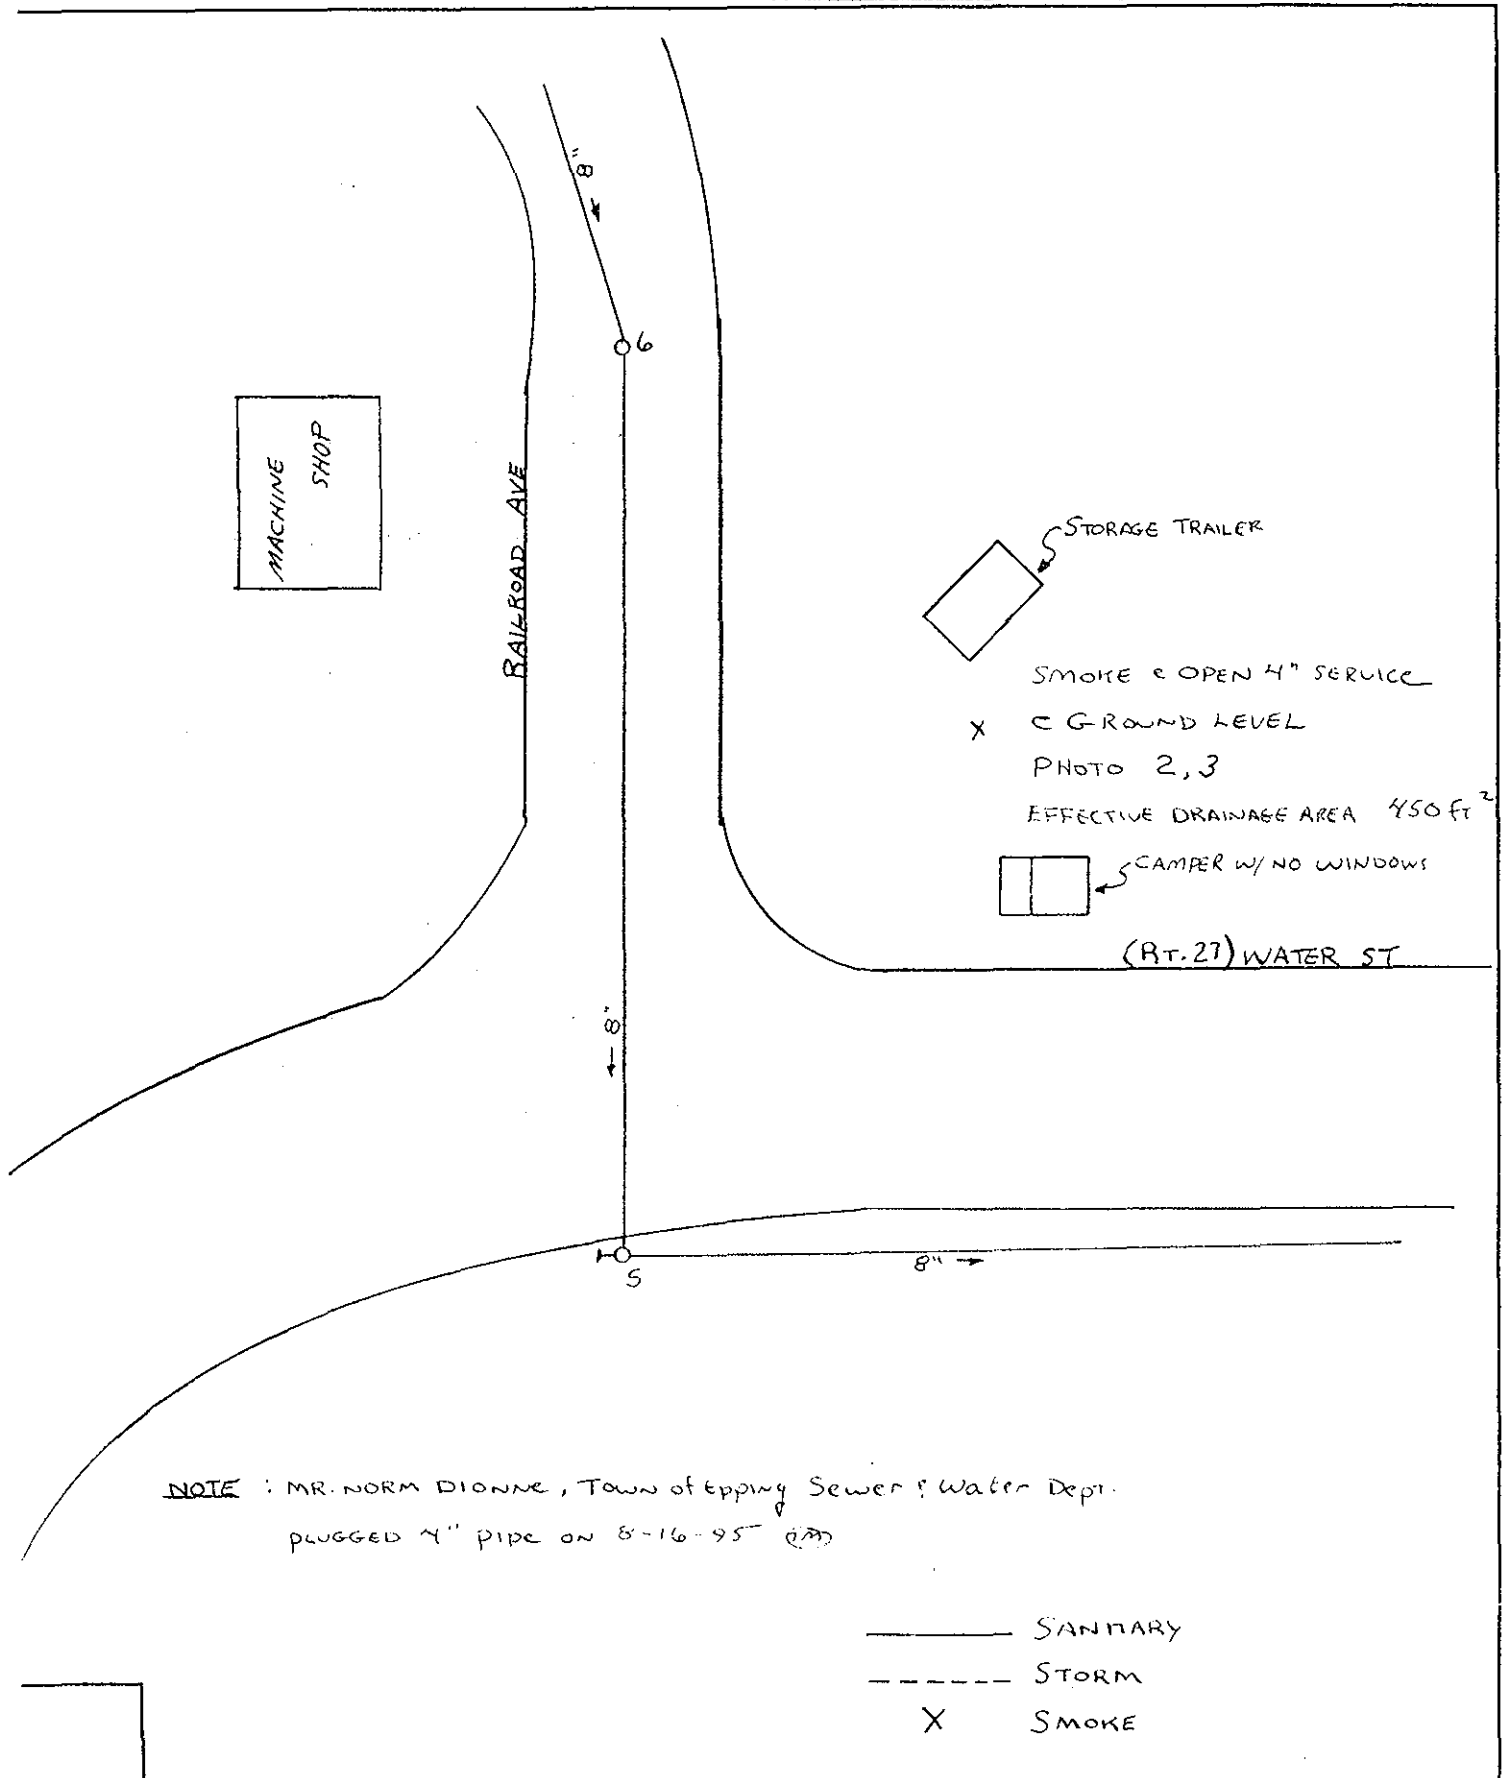 8"
6
MACHINE
SHOP
RAILROAD AVE
STORAGE TRAILER
SMOKE @ OPEN 4" SERVICE
X @ GROUND LEVEL
PHOTO 2,3
EFFECTIVE DRAINAGE AREA 450 ft²
CAMPER W/ NO WINDOWS
(RT. 27) WATER ST
8"
5
8"
NOTE : MR. NORM DIONNE, TOWN of Epping Sewer & Water Dept.
PLUGGED 4" pipe ON 8-16-95
SANITARY
STORM
X SMOKE